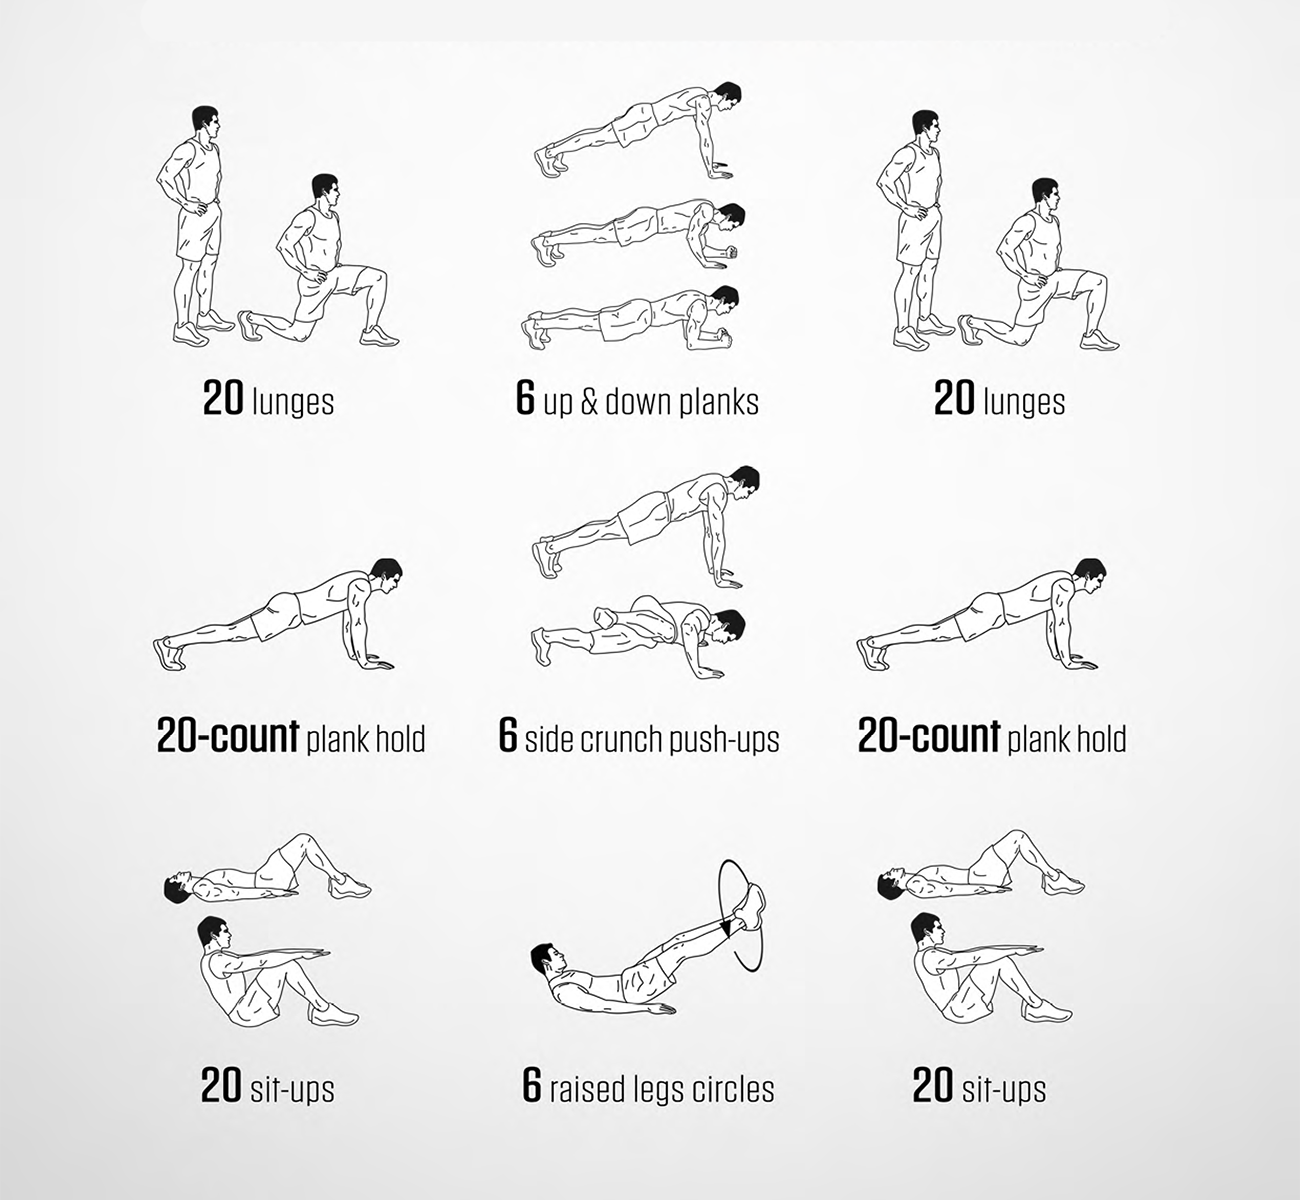 20 lunges
6 up & down planks
20 lunges
20-count plank hold
6 side crunch push-ups
20-count plank hold
20 sit-ups
6 raised legs circles
20 sit-ups